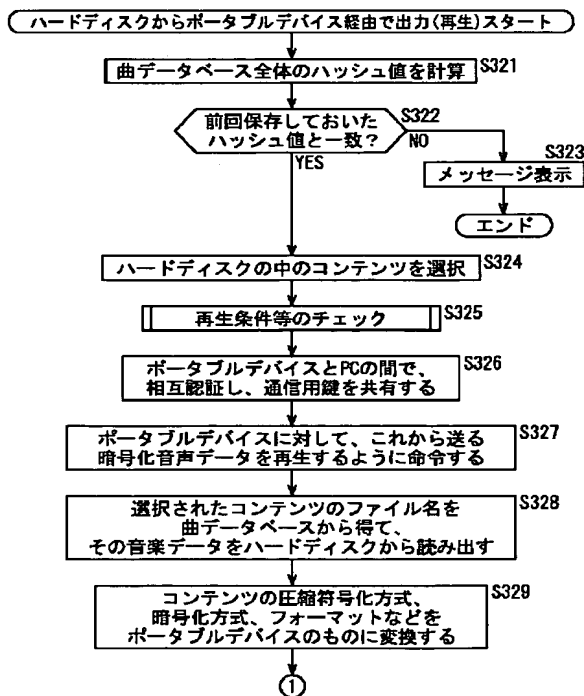 ハードディスクからポータブルデバイス経由で出力(再生)スタート
曲データベース全体のハッシュ値を計算
S321
前回保存しておいた
ハッシュ値と一致?
S322
NO
YES
S323
メッセージ表示
エンド
ハードディスクの中のコンテンツを選択
S324
再生条件等のチェック
S325
ポータブルデバイスとPCの間で、
相互認証し、通信用鍵を共有する
S326
ポータブルデバイスに対して、これから送る
暗号化音声データを再生するように命令する
S327
選択されたコンテンツのファイル名を
曲データベースから得て、
その音楽データをハードディスクから読み出す
S328
コンテンツの圧縮符号化方式、
暗号化方式、フォーマットなどを
ポータブルデバイスのものに変換する
S329
1